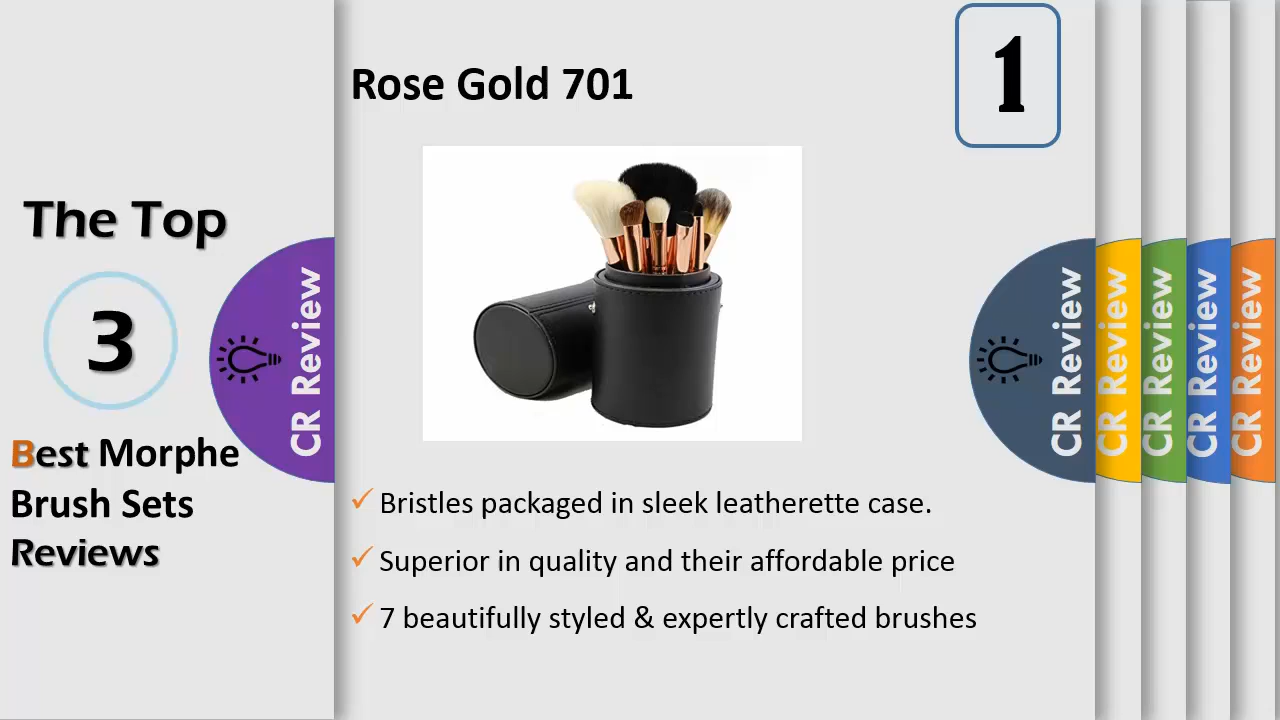 The Top
3
Best Morphe
Brush Sets
Reviews
CR Review
Rose Gold 701
1
Bristles packaged in sleek leatherette case.
Superior in quality and their affordable price
7 beautifully styled & expertly crafted brushes
CR Review
CR Review
CR Review
CR Review
CR Review